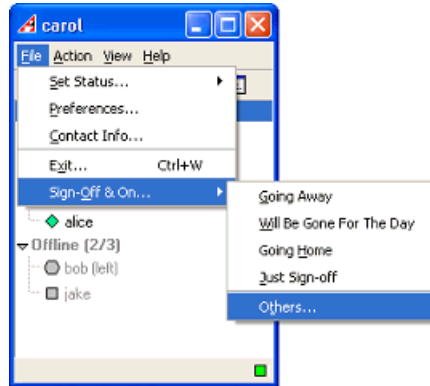 carol
File Action View Help
Set Status...
Preferences...
Contact Info...
Exit... Ctrl+W
Sign-Off & On...
Going Away
Will Be Gone For The Day
Going Home
Just Sign-off
Others...
alice
Offline (2/3)
bob (left)
jake